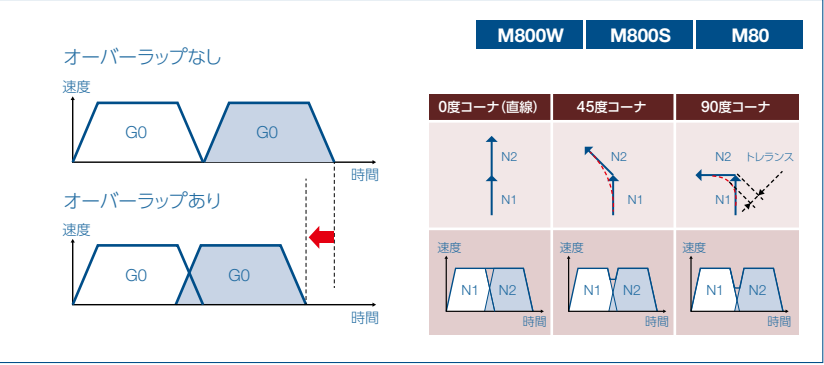 M800W M800S M80
オーバーラップなし
速度
G0 G0
時間
オーバーラップあり
速度
G0 G0
時間
0度コーナ(直線) 45度コーナ 90度コーナ
N2 N2 N2 トレランス
N1 N1 N1
速度 速度 速度
N1 N2 N1 N2 N1 N2
時間 時間 時間